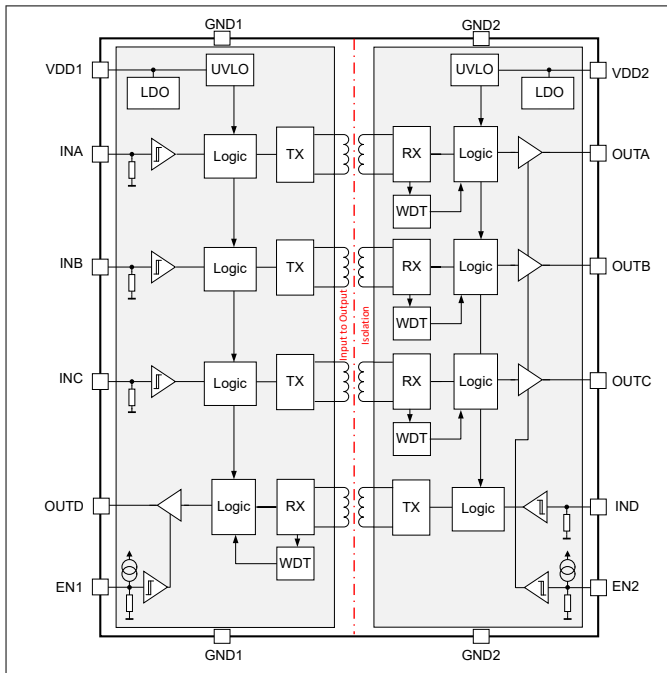 GND1
GND2
VDD1
UVLO
LDO
UVLO
LDO
VDD2
INA
Logic
TX
RX
Logic
OUTA
WDT
INB
Logic
TX
RX
Logic
OUTB
WDT
Input to Output
Isolation
INC
Logic
TX
RX
Logic
OUTC
WDT
OUTD
Logic
RX
TX
Logic
IND
WDT
EN1
EN2
GND1
GND2